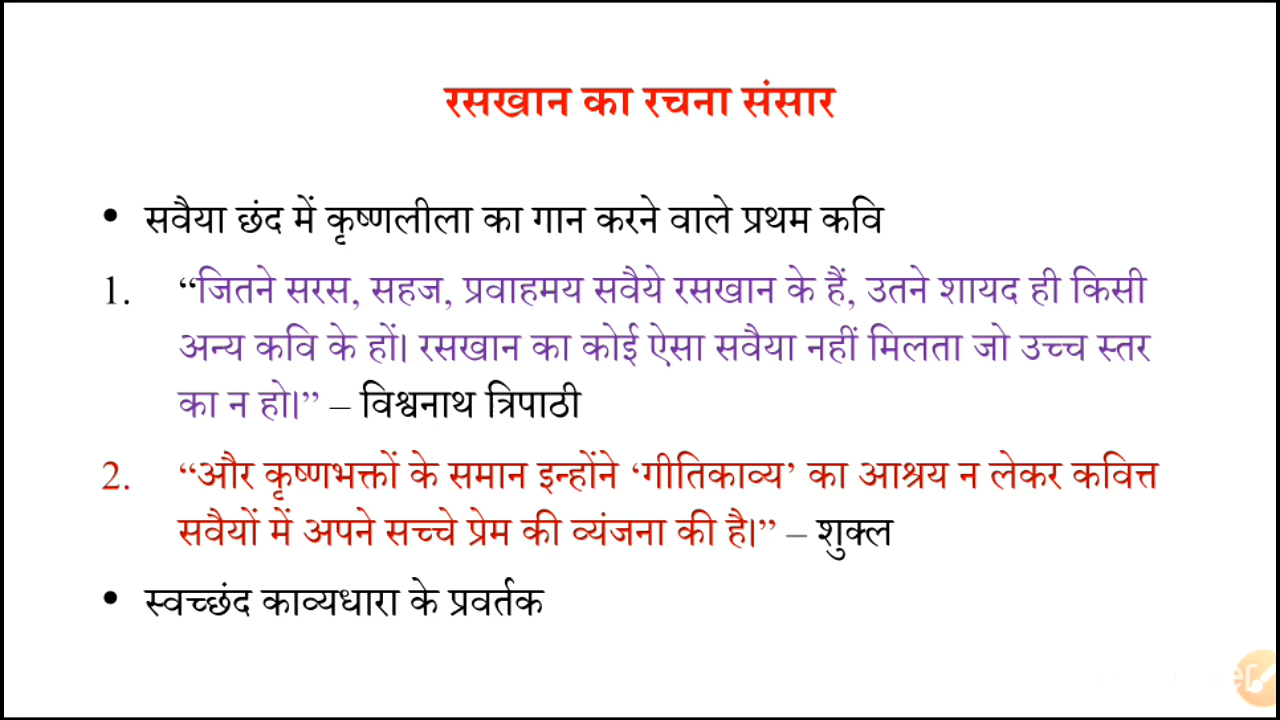 रसखान का रचना संसार
• सवैया छंद में कृष्णलीला का गान करने वाले प्रथम कवि
1. “जितने सरस, सहज, प्रवाहमय सवैये रसखान के हैं, उतने शायद ही किसी
अन्य कवि के हों। रसखान का कोई ऐसा सवैया नहीं मिलता जो उच्च स्तर
का न हो।” – विश्वनाथ त्रिपाठी
2. “और कृष्णभक्तों के समान इन्होंने ‘गीतिकाव्य’ का आश्रय न लेकर कवित्त
सवैयों में अपने सच्चे प्रेम की व्यंजना की है।” – शुक्ल
• स्वच्छंद काव्यधारा के प्रवर्तक